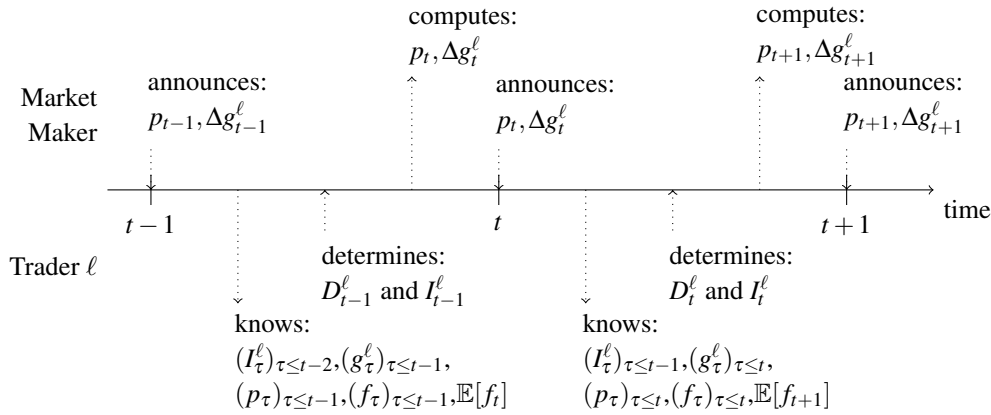 computes:
p_t, Δg_t^ℓ
computes:
p_{t+1}, Δg_{t+1}^ℓ
announces:
p_{t−1}, Δg_{t−1}^ℓ
announces:
p_t, Δg_t^ℓ
announces:
p_{t+1}, Δg_{t+1}^ℓ
Market
Maker
t − 1
t
t + 1
time
Trader ℓ
determines:
D_{t−1}^ℓ and I_{t−1}^ℓ
determines:
D_t^ℓ and I_t^ℓ
knows:
(I_τ^ℓ)_{τ≤t−2},(g_τ^ℓ)_{τ≤t−1},
(p_τ)_{τ≤t−1},(f_τ)_{τ≤t−1},𝔼[f_t]
knows:
(I_τ^ℓ)_{τ≤t−1},(g_τ^ℓ)_{τ≤t},
(p_τ)_{τ≤t},(f_τ)_{τ≤t},𝔼[f_{t+1}]